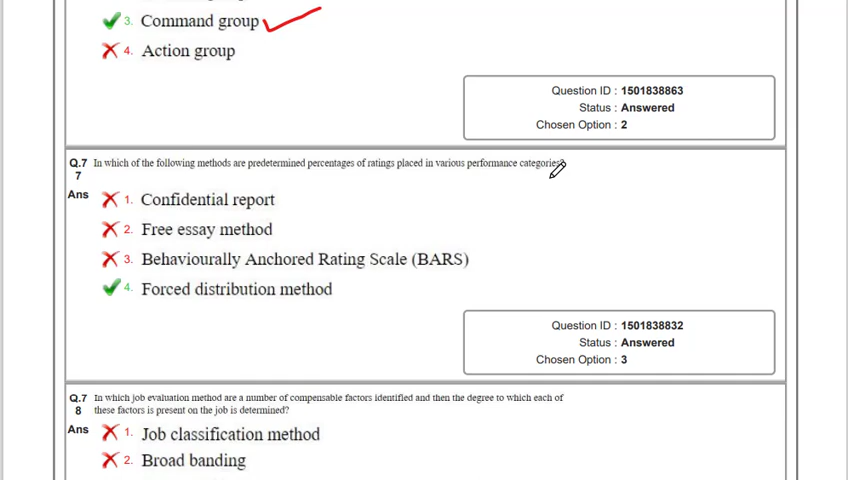 3. Command group
4. Action group
Question ID : 1501838863
Status : Answered
Chosen Option : 2
Q.7 In which of the following methods are predetermined percentages of ratings placed in various performance categories?
7
Ans 1. Confidential report
2. Free essay method
3. Behaviourally Anchored Rating Scale (BARS)
4. Forced distribution method
Question ID : 1501838832
Status : Answered
Chosen Option : 3
Q.7 In which job evaluation method are a number of compensable factors identified and then the degree to which each of
8 these factors is present on the job is determined?
Ans 1. Job classification method
2. Broad banding